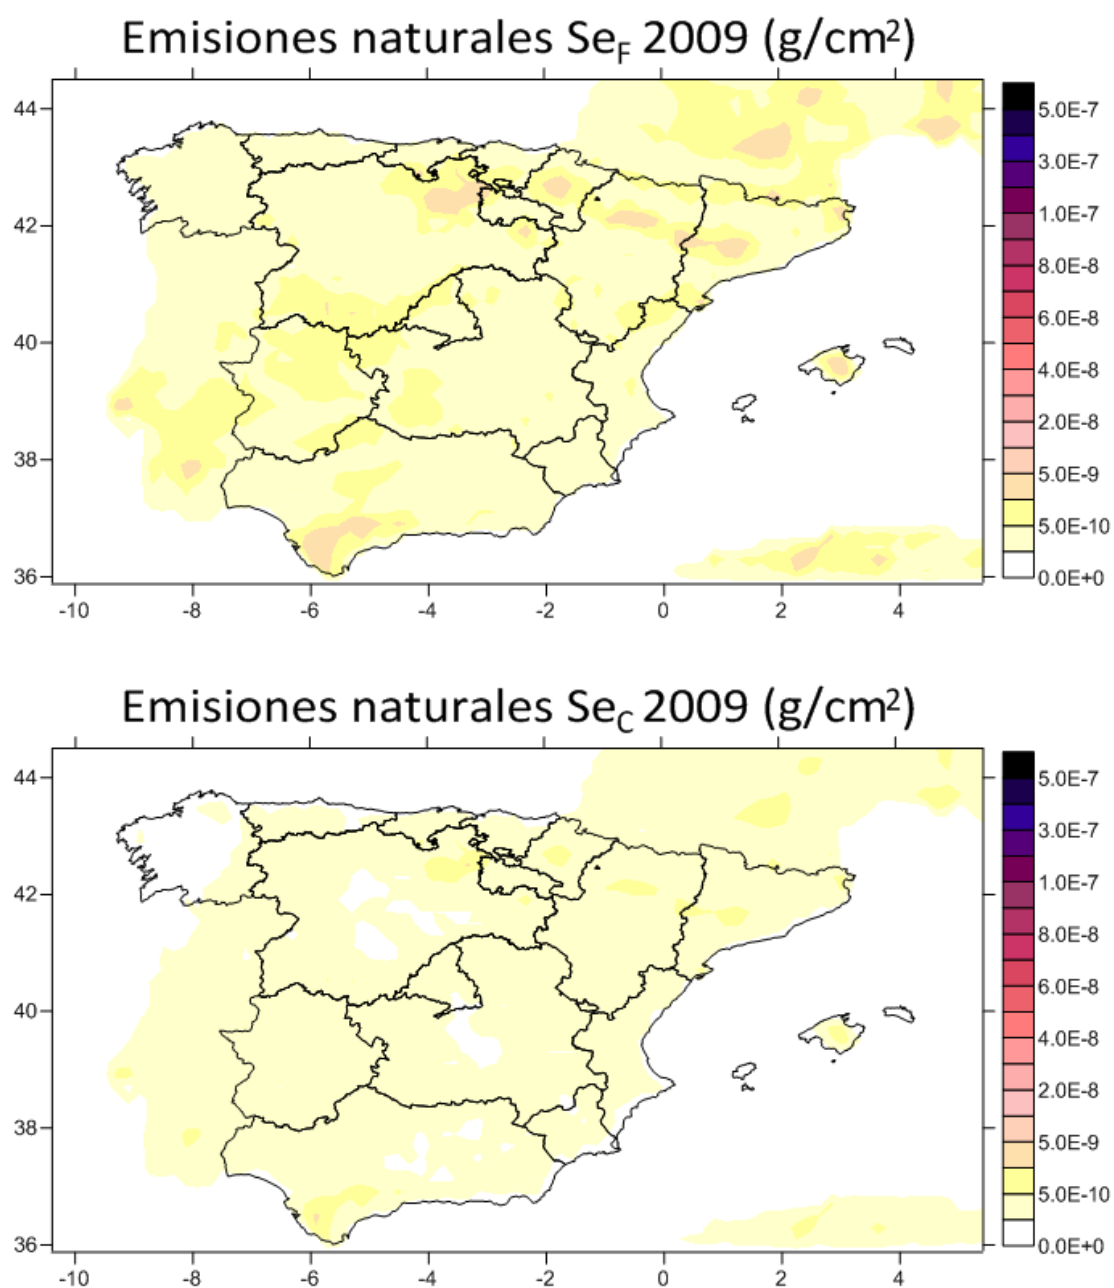 Emisiones naturales SeF 2009 (g/cm²)
44
42
40
38
36
-10 -8 -6 -4 -2 0 2 4
5.0E-7
3.0E-7
1.0E-7
8.0E-8
6.0E-8
4.0E-8
2.0E-8
5.0E-9
5.0E-10
0.0E+0
Emisiones naturales SeC 2009 (g/cm²)
44
42
40
38
36
-10 -8 -6 -4 -2 0 2 4
5.0E-7
3.0E-7
1.0E-7
8.0E-8
6.0E-8
4.0E-8
2.0E-8
5.0E-9
5.0E-10
0.0E+0